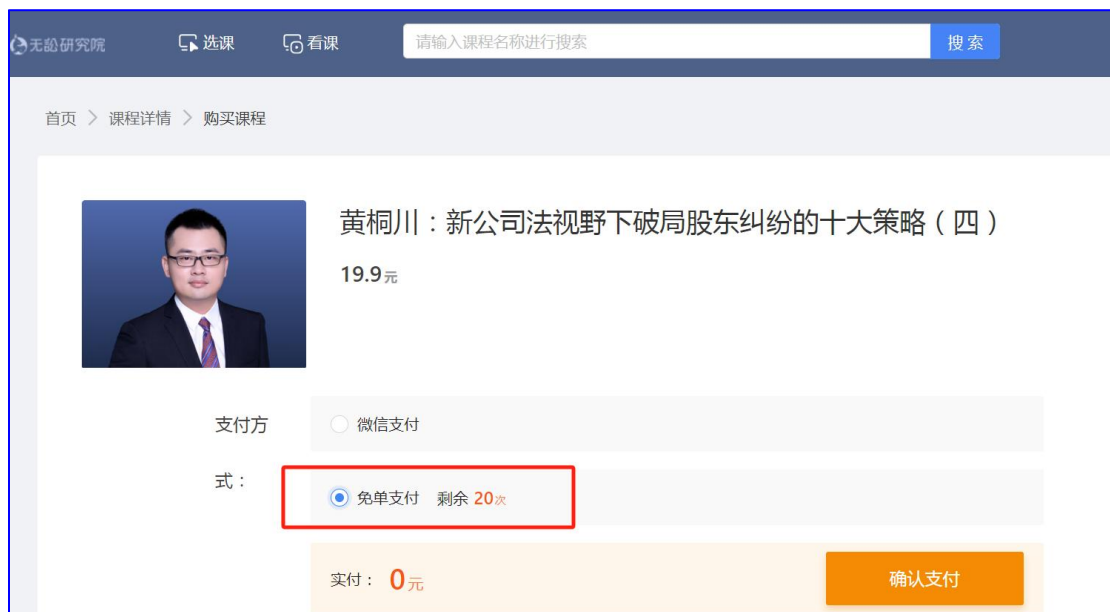 无讼研究院 选课 看课 请输入课程名称进行搜索 搜索
首页 > 课程详情 > 购买课程
黄桐川：新公司法视野下破局股东纠纷的十大策略（四）
19.9元
支付方 微信支付
式： 免单支付 剩余 20次
实付： 0元 确认支付